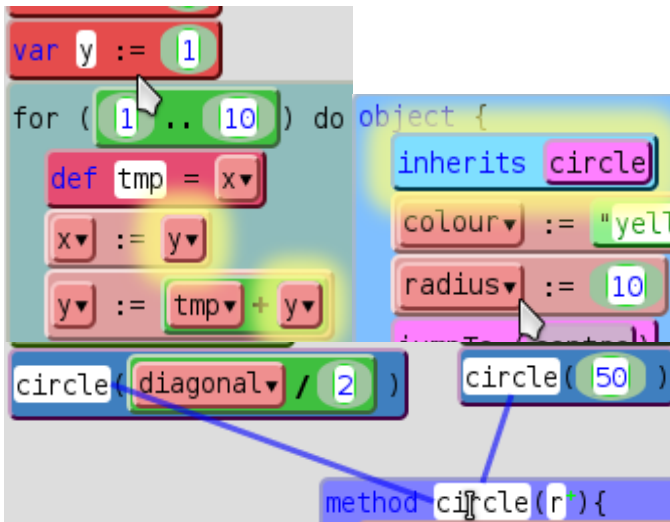 var y := 1
for ( 1 .. 10 ) do
def tmp = x▾
x▾ := y▾
y▾ := tmp▾ + y▾
object {
inherits circle
colour▾ := "yell
radius▾ := 10
circle( diagonal▾ / 2 )
circle( 50 )
method circle(r+){